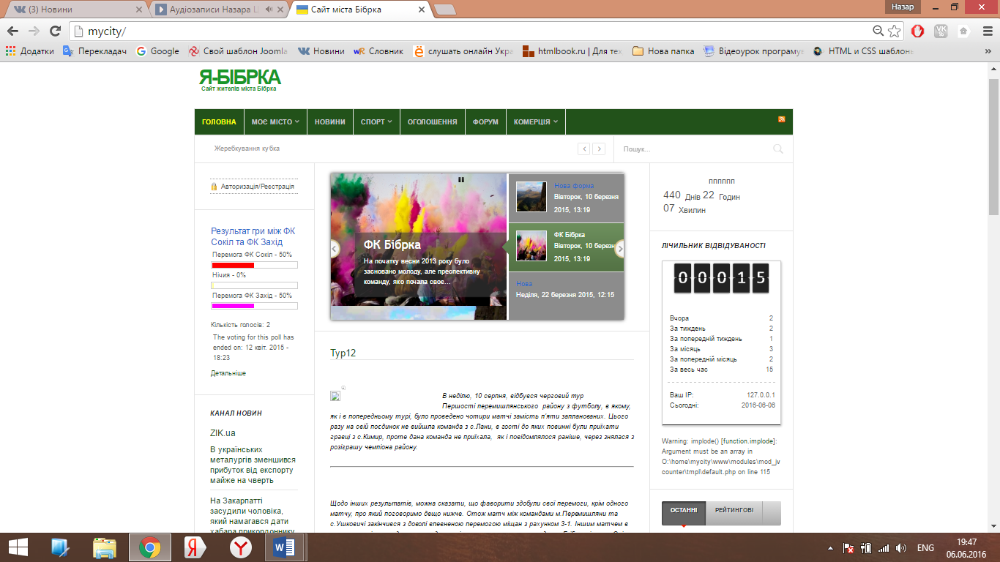 (3) Новини
Аудіозаписи Назара Ш
Сайт міста Бібрка
Назар
mycity/
Додатки
Перекладач
Google
Свой шаблон Joomla
Новини
Словник
слушать онлайн Укра
htmlbook.ru | Для тех
Нова папка
Відеоурок програму
HTML и CSS шаблоны
»
Я-БІБРКА
Сайт жителів міста Бібрка
ГОЛОВНА
МОЄ МІСТО
НОВИНИ
СПОРТ
ОГОЛОШЕННЯ
ФОРУМ
КОМЕРЦІЯ
Жеребкування кубка
Пошук...
Авторизація/Реєстрація
Результат гри між ФК
Сокіл та ФК Захід
Перемога ФК Сокіл - 50%
Нічия - 0%
Перемога ФК Захід - 50%
Кількість голосів: 2
The voting for this poll has
ended on: 12 квіт. 2015 -
18:23
Детальніше
КАНАЛ НОВИН
ZIK.ua
В українських
металургів зменшився
прибуток від експорту
майже на чверть
На Закарпатті
засудили чоловіка,
який намагався дати
хабара прикордоннику
ФК Бібрка
На початку весни 2013 року було
засновано молоду, але преспективну
команду, яко почала своє...
Нова форма
Вівторок, 10 березня
2015, 13:19
ФК Бібрка
Вівторок, 10 березня
2015, 13:19
Нова
Неділя, 22 березня 2015, 12:15
Тур12
В неділю, 10 серпня, відбувся черговий тур
Першості перемишлянського району з футболу, в якому,
як і в попередньому турі, було проведено чотири матчі замість п'яти запланованих. Цього
разу на свій поєдинок не вийшла команда з с.Лани, в гості до яких повинні були приїхати
гравці з с.Кимир, проте дана команда не приїхала, як і повідомлялося раніше, через знялася з
розіграшу чемпіона району.
Щодо інших результатів, можна сказати, що фаворити здобули свої перемоги, крім одного
матчу, про який поговоримо дещо нижче. Отож матч між командами м.Перемишляни та
с.Ушковичі закінчився з доволі впевненою перемогою міщан з рахунком 3-1. Іншим матчем в
пппппп
440 Днів 22 Годин
07 Хвилин
ЛІЧИЛЬНИК ВІДВІДУВАНОСТІ
00015
Вчора 2
За тиждень 2
За попередній тиждень 1
За місяць 3
За попередній місяць 2
За весь час 15
Ваш IP: 127.0.0.1
Сьогодні: 2016-06-06
Warning: implode() [function.implode]:
Argument must be an array in
O:\home\mycity\www\modules\mod_jv
counter\tmpl\default.php on line 115
ОСТАННІ
РЕЙТИНГОВІ
ENG
19:47
06.06.2016